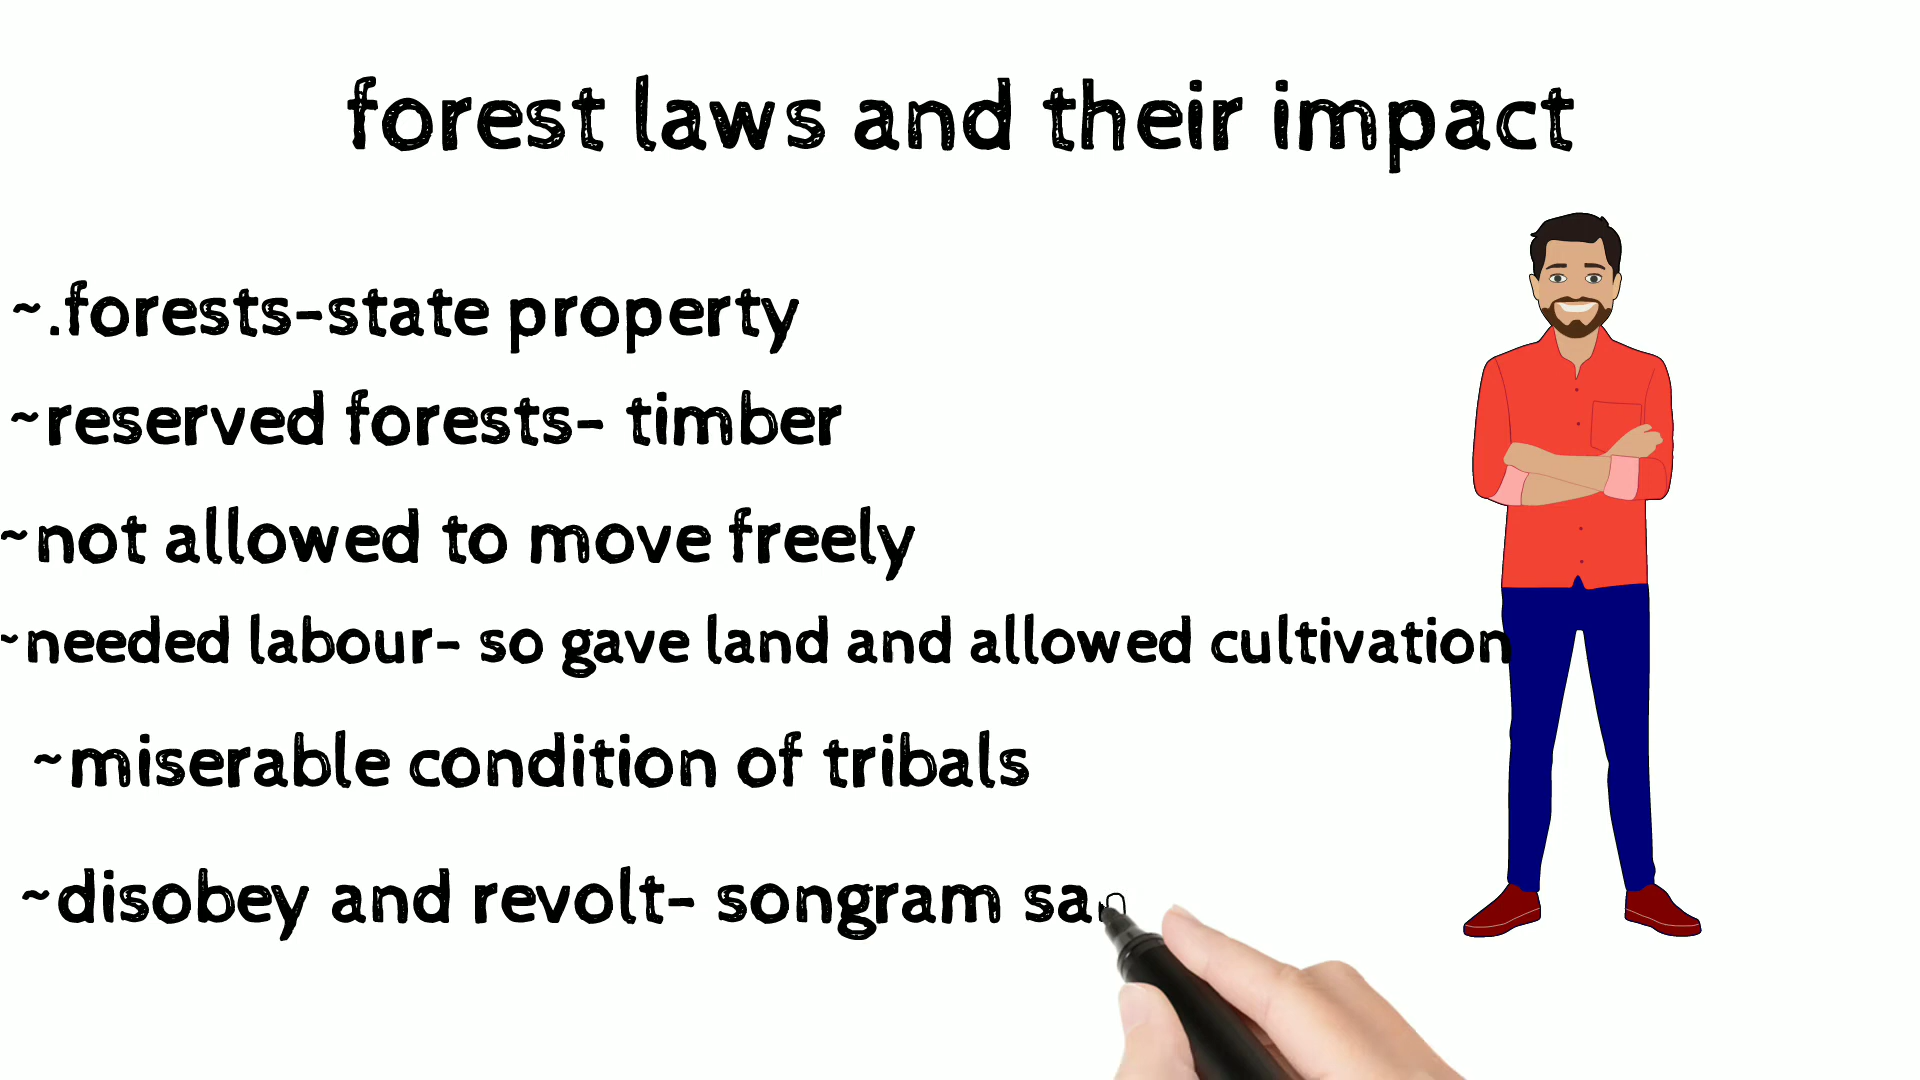 forest laws and their impact
~.forests-state property
~reserved forests- timber
~not allowed to move freely
~needed labour- so gave land and allowed cultivation
~miserable condition of tribals
~disobey and revolt- songram sa